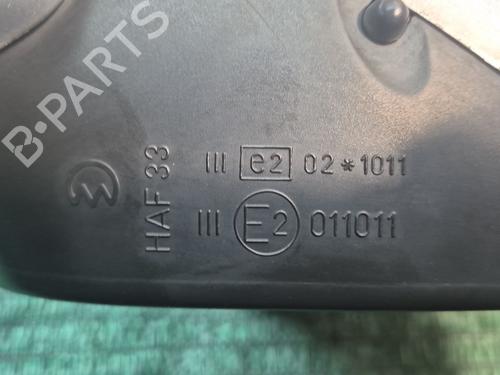 B-PARTS
HAF 33
III e2 02*1011
III E2 011011